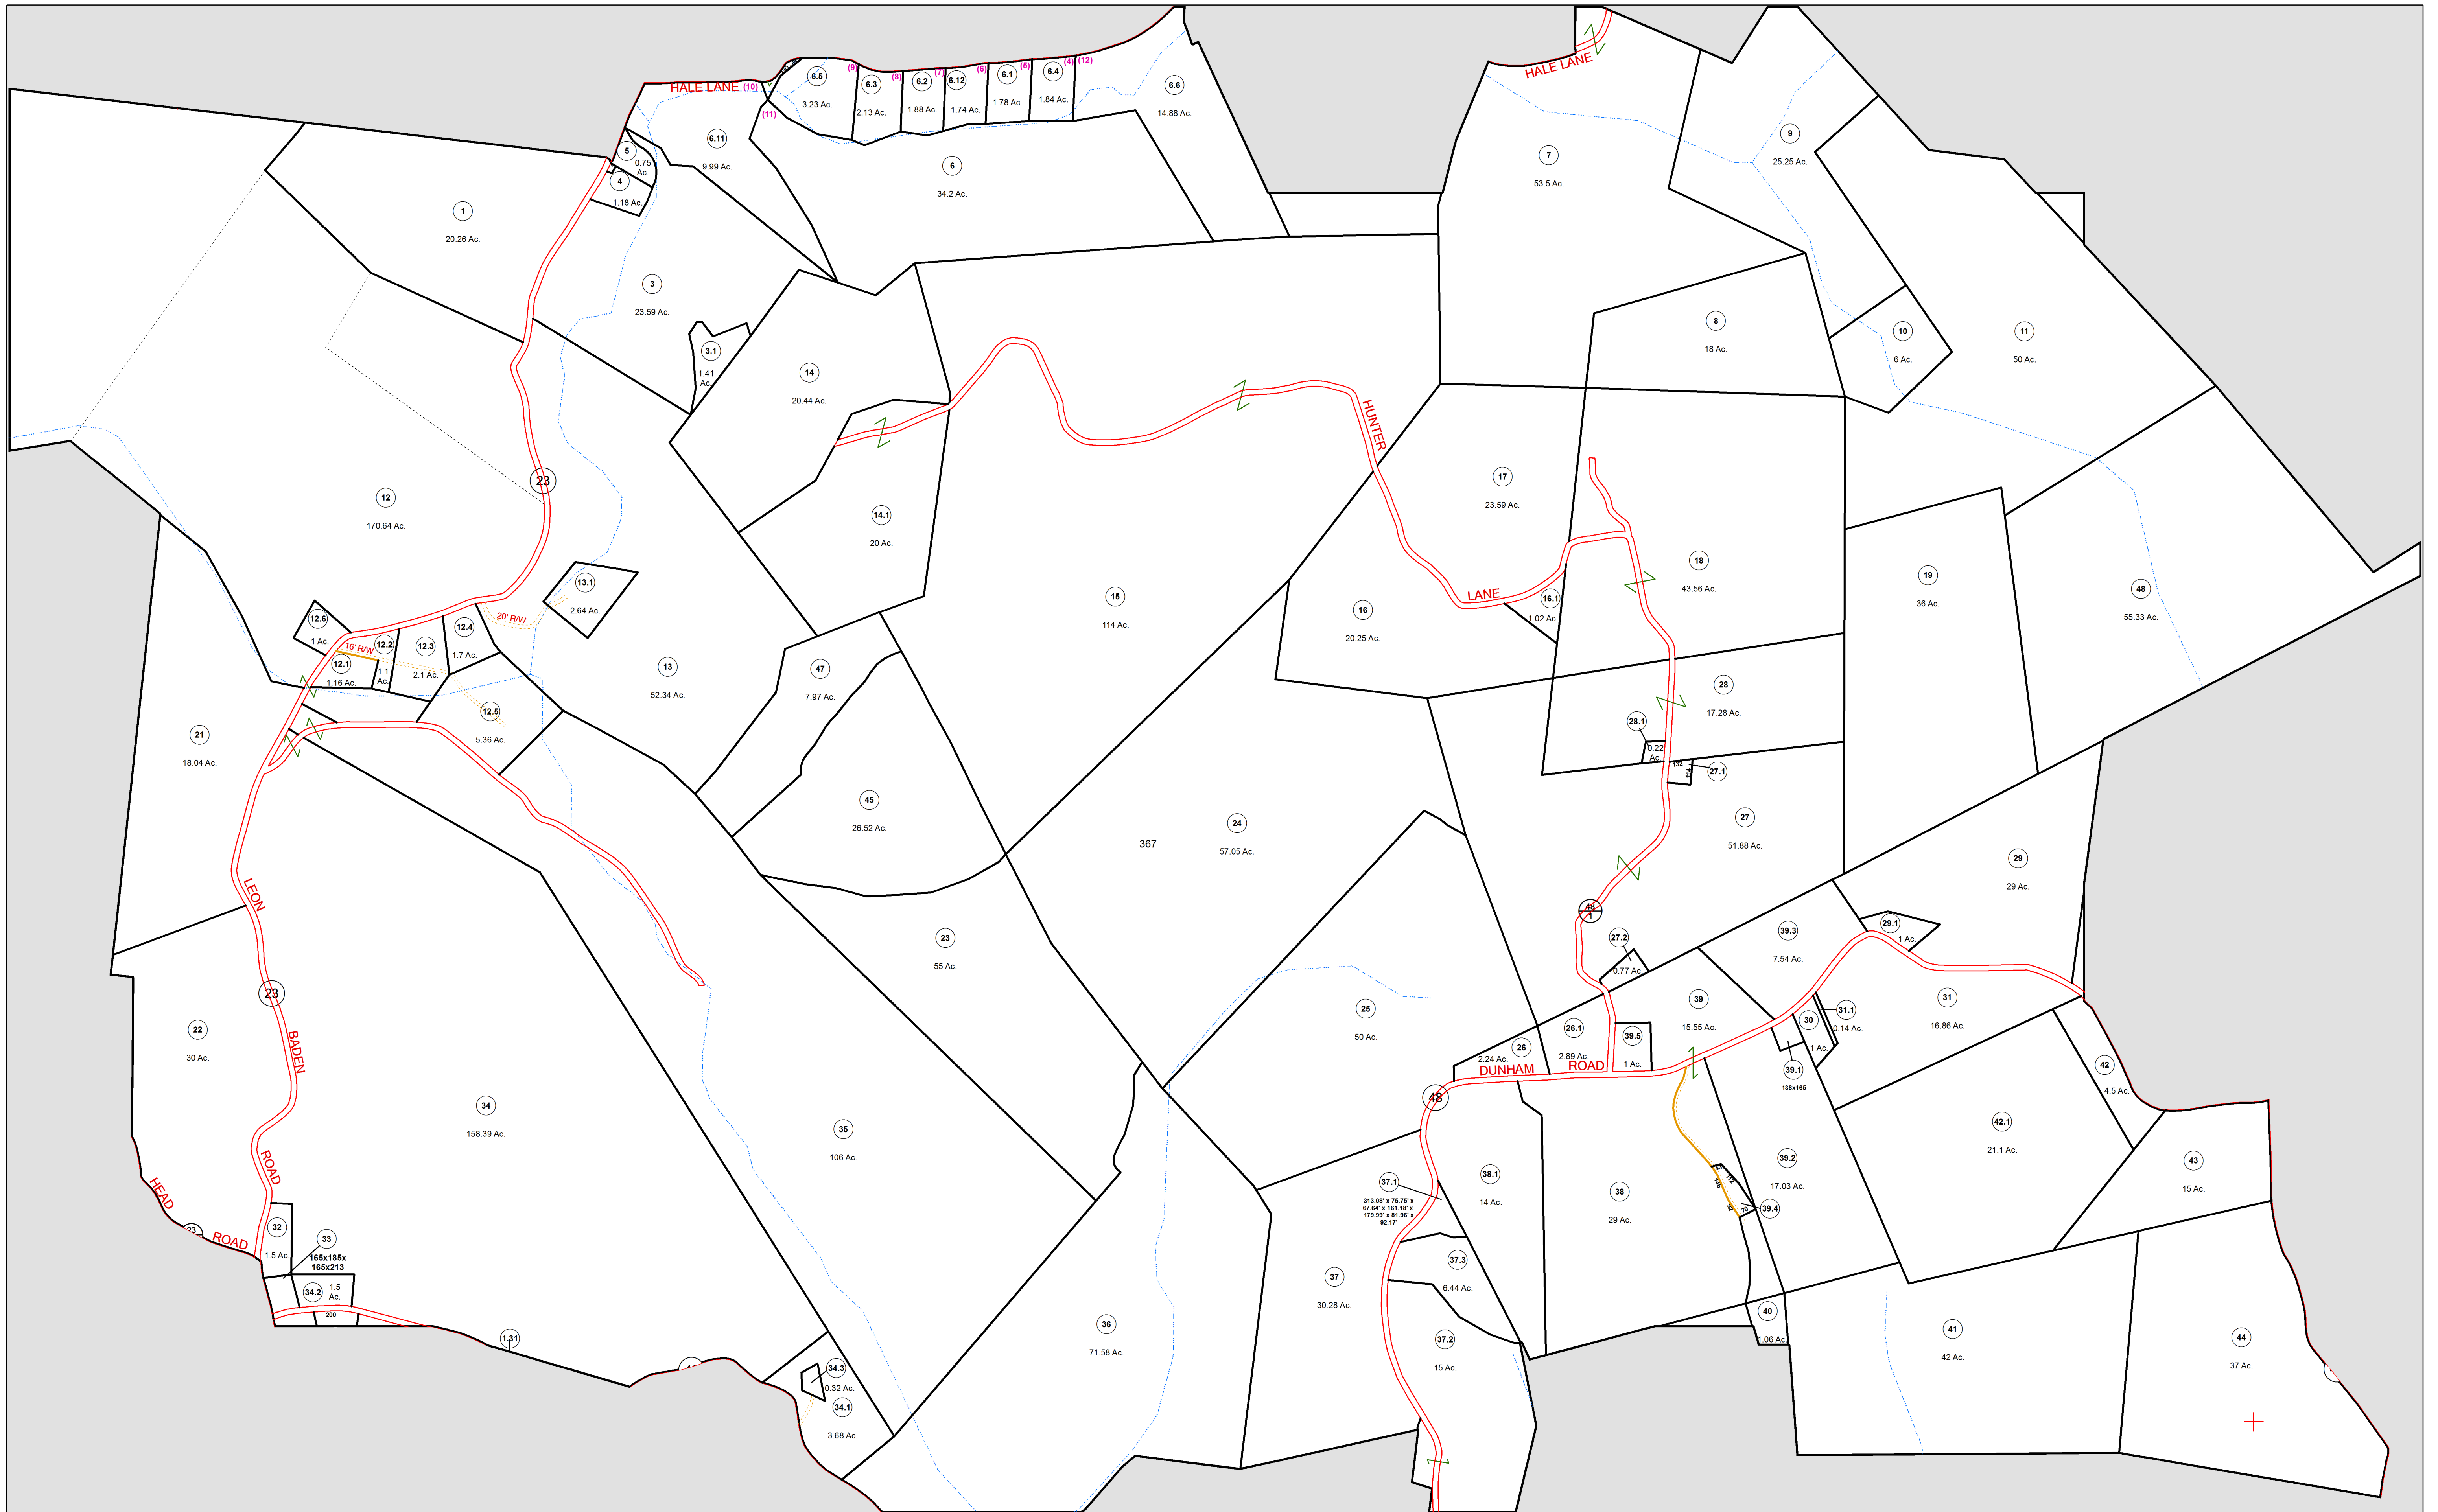 HALE LANE
(10)
(11)
6.5
3.23 Ac.
(9)
6.3
2.13 Ac.
(8)
6.2
1.88 Ac.
(7)
6.12
1.74 Ac.
(6)
6.1
1.78 Ac.
(5)
6.4
1.84 Ac.
(4)
(12)
6.6
14.88 Ac.
HALE LANE
7
53.5 Ac.
9
25.25 Ac.
5
0.75
Ac.
4
1.18 Ac.
6.11
9.99 Ac.
6
34.2 Ac.
1
20.26 Ac.
3
23.59 Ac.
3.1
1.41
Ac.
14
20.44 Ac.
8
18 Ac.
10
6 Ac.
11
50 Ac.
HUNTER
LANE
12
170.64 Ac.
23
14.1
20 Ac.
17
23.59 Ac.
13.1
2.64 Ac.
15
114 Ac.
16
20.25 Ac.
16.1
1.02 Ac.
18
43.56 Ac.
19
36 Ac.
48
55.33 Ac.
12.6
1 Ac.
16' R/W
12.1
1.16 Ac.
12.2
1.1
Ac.
12.3
2.1 Ac.
12.4
1.7 Ac.
20' R/W
12.5
5.36 Ac.
13
52.34 Ac.
47
7.97 Ac.
28
17.28 Ac.
28.1
0.22
Ac.
132
114
27.1
21
18.04 Ac.
45
26.52 Ac.
367
24
57.05 Ac.
27
51.88 Ac.
29
29 Ac.
LEON
BADEN
ROAD
23
48
1
27.2
0.77 Ac.
39.3
7.54 Ac.
29.1
1 Ac.
23
55 Ac.
22
30 Ac.
25
50 Ac.
26
2.24 Ac.
26.1
2.89 Ac.
39.5
1 Ac.
39
15.55 Ac.
DUNHAM
ROAD
48
30
1 Ac.
31.1
0.14 Ac.
31
16.86 Ac.
39.1
138x165
42
4.5 Ac.
34
158.39 Ac.
35
106 Ac.
42.1
21.1 Ac.
43
15 Ac.
37.1
313.08' x 75.75' x
67.64' x 161.18' x
179.99' x 81.96' x
92.17'
38.1
14 Ac.
38
29 Ac.
39.2
17.03 Ac.
112
146
92
70
39.4
HEAD
ROAD
32
1.5 Ac.
33
165x185x
165x213
34.2
1.5
Ac.
200
37
30.28 Ac.
37.3
6.44 Ac.
37.2
15 Ac.
40
1.06 Ac.
41
42 Ac.
44
37 Ac.
36
71.58 Ac.
1.31
34.3
0.32 Ac.
34.1
3.68 Ac.